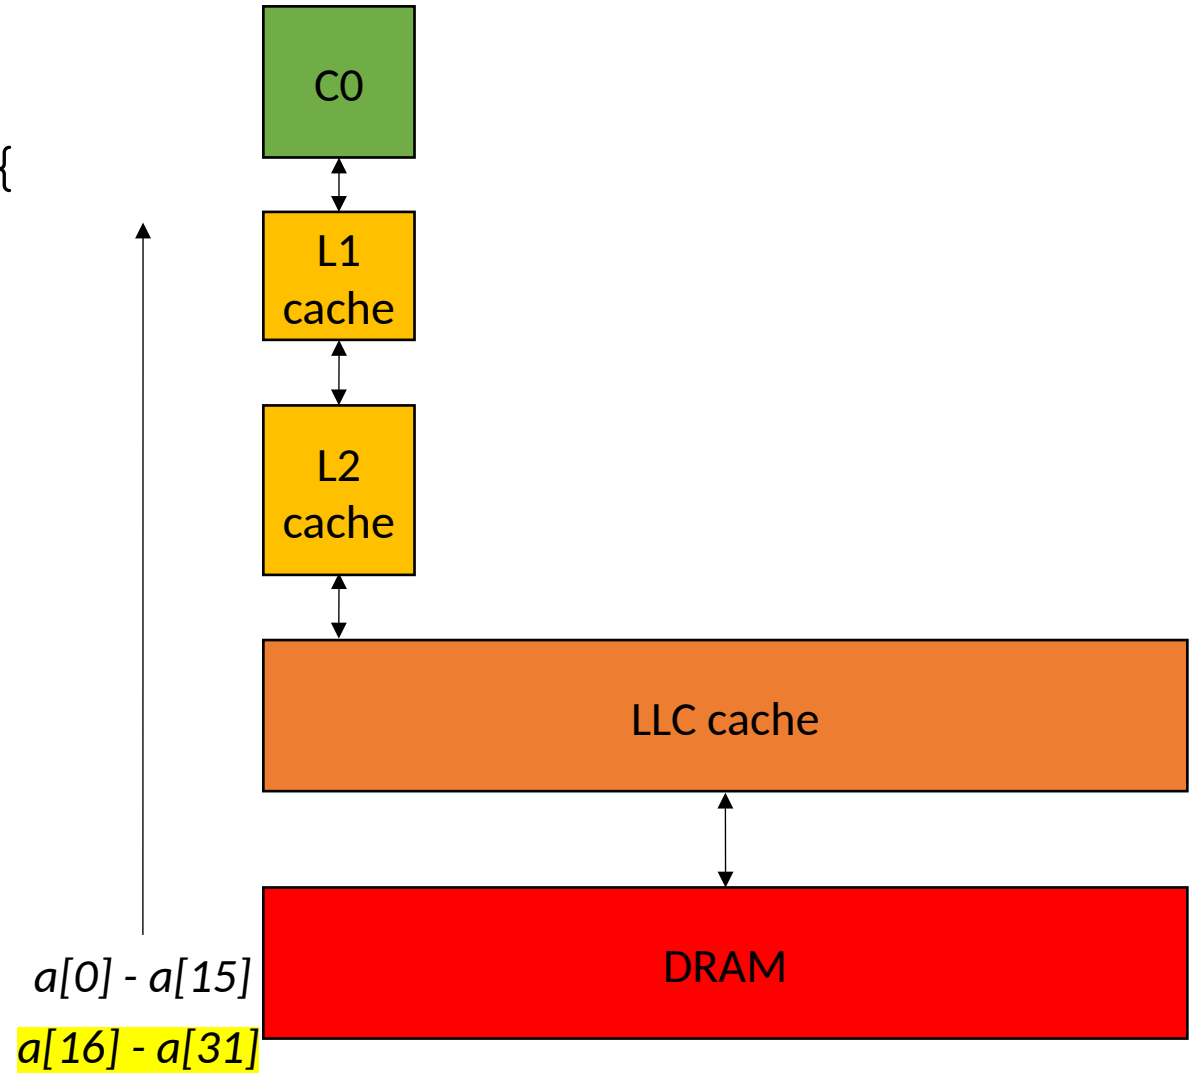 C0
{
L1
cache
L2
cache
LLC cache
DRAM
a[0] - a[15]
a[16] - a[31]